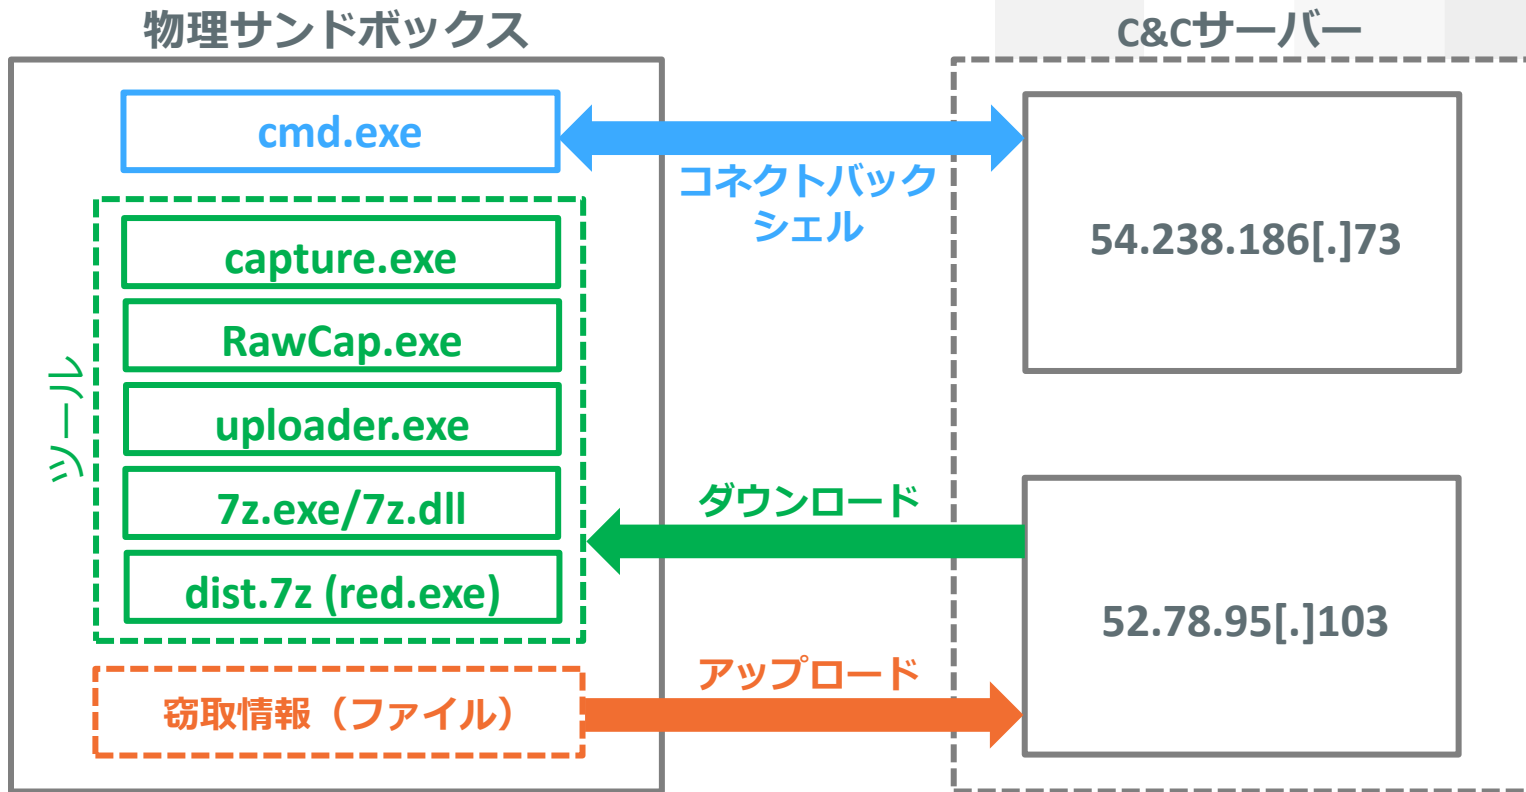 物理サンドボックス
C&Cサーバー
cmd.exe
コネクトバック
シェル
54.238.186[.]73
ツール
capture.exe
RawCap.exe
uploader.exe
7z.exe/7z.dll
dist.7z (red.exe)
ダウンロード
52.78.95[.]103
窃取情報（ファイル）
アップロード